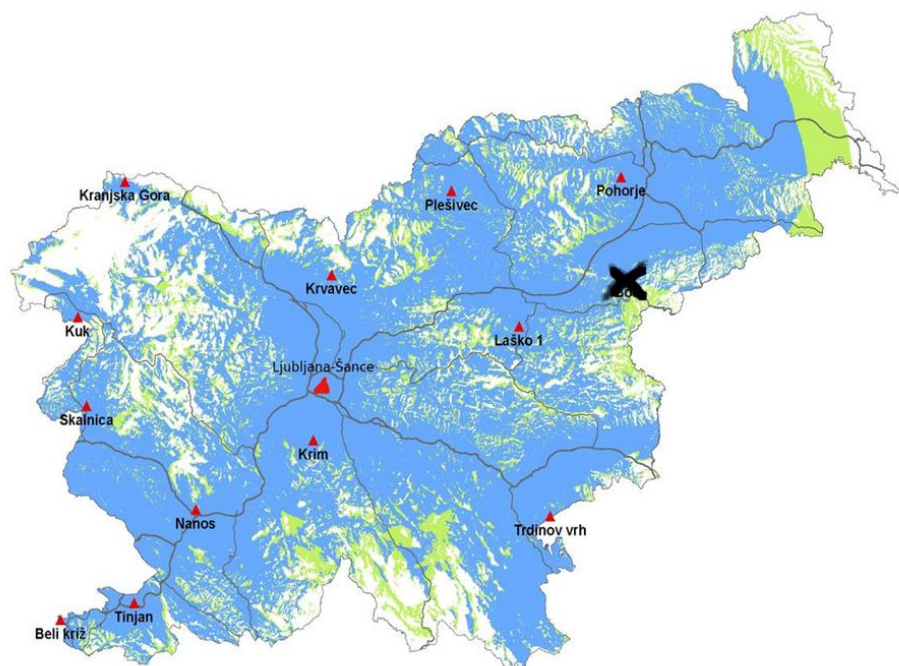 Kranjska Gora
Plešivec
Pohorje
Krvavec
Kuk
Laško 1
Ljubljana-Šance
Skalnica
Krim
Nanos
Trdinov vrh
Tinjan
Beli križ